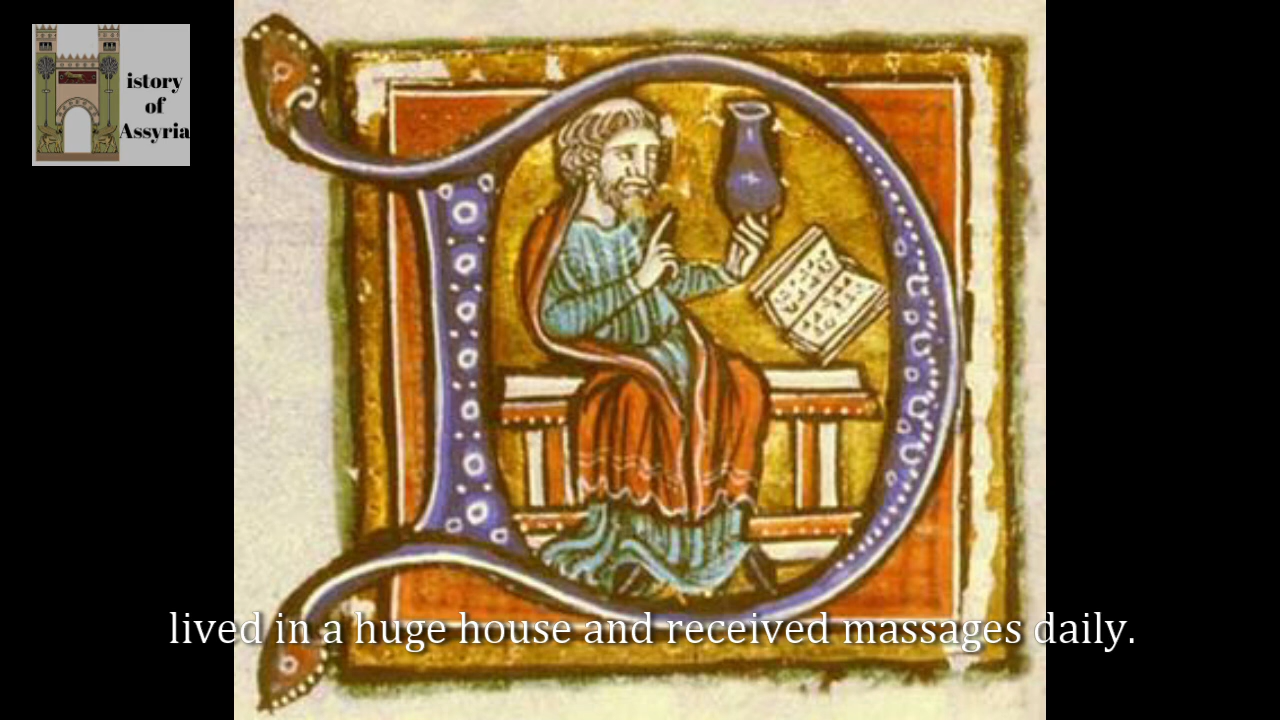 istory
of
Assyria
lived in a huge house and received massages daily.